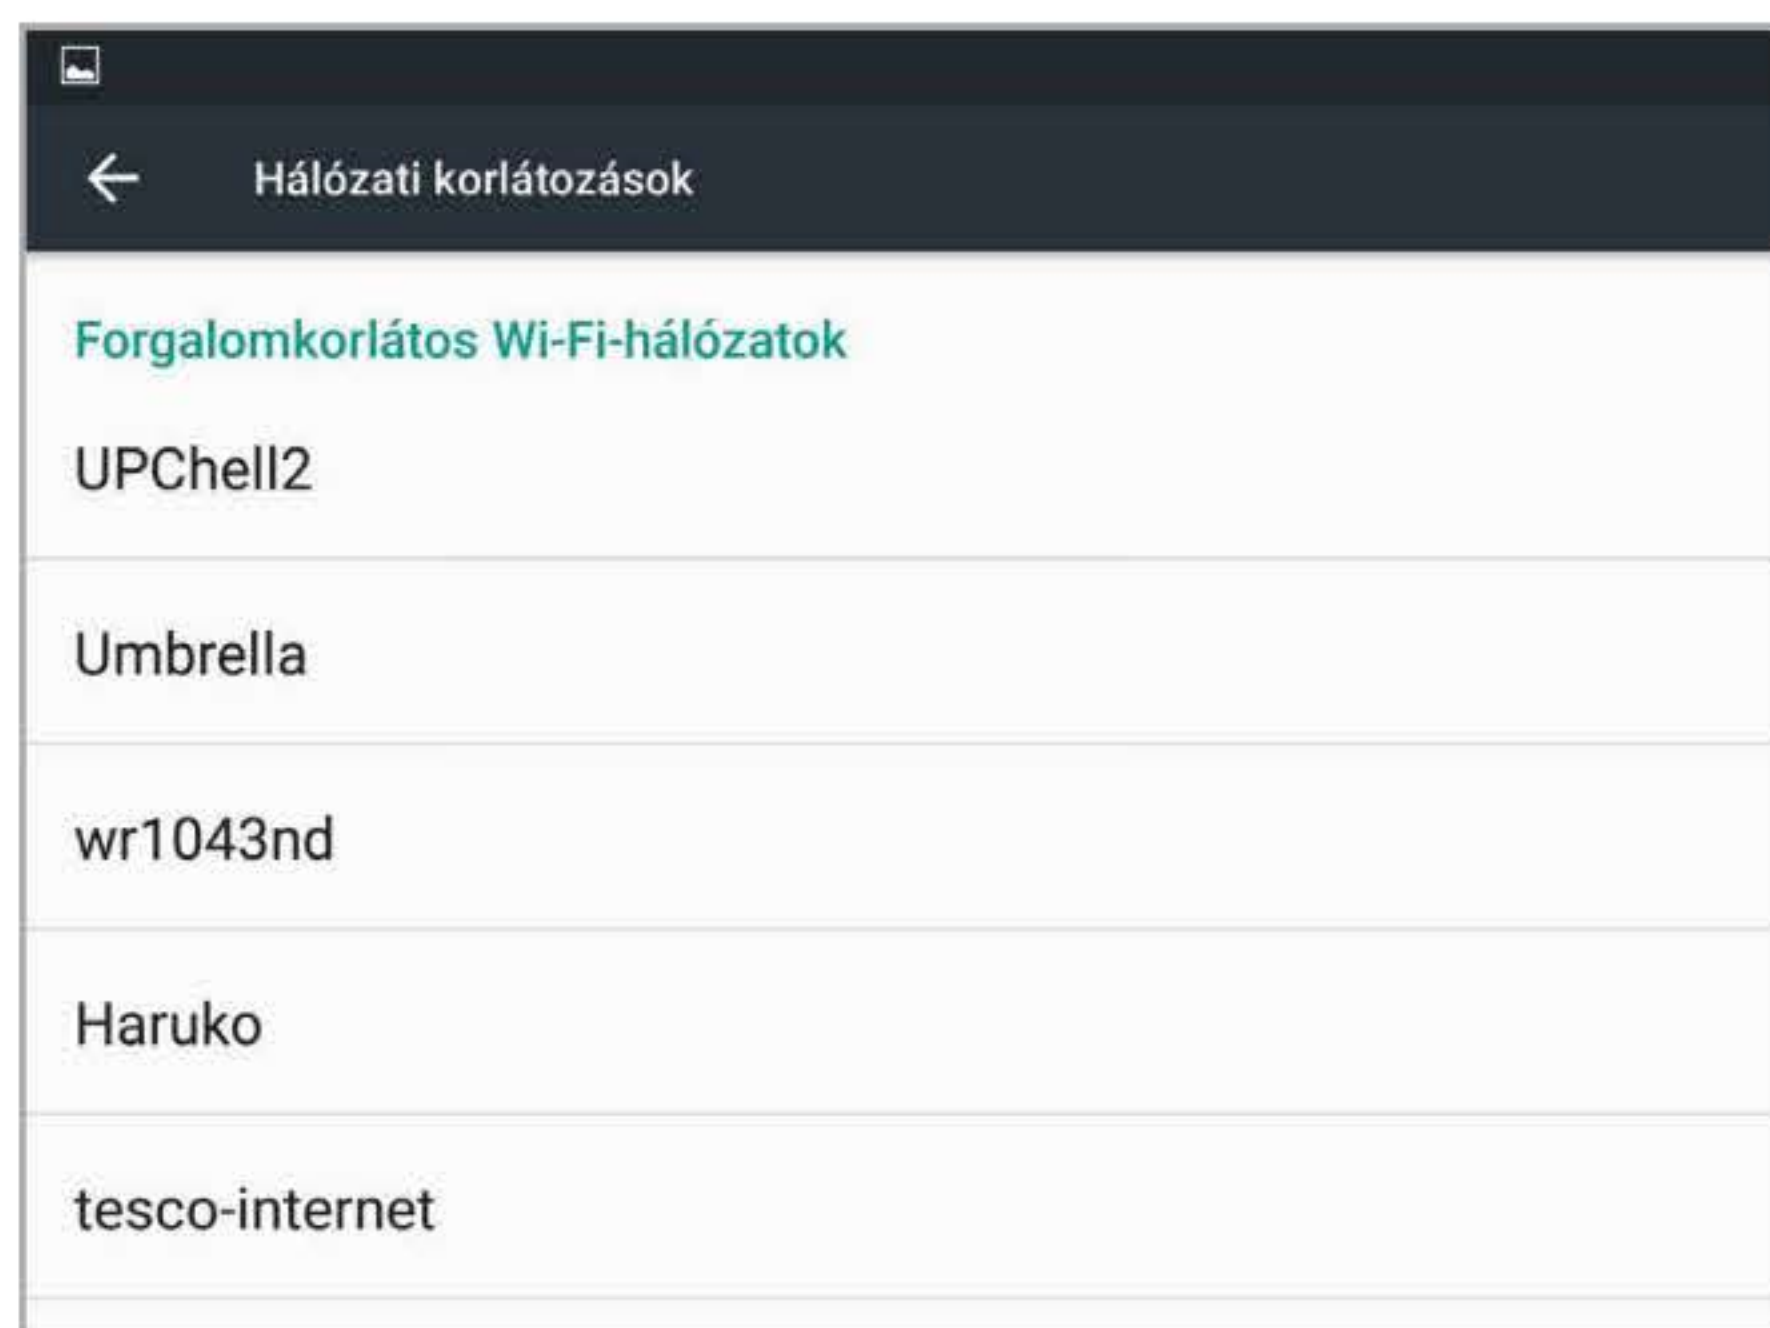 Hálózati korlátozások
Forgalomkorlátos Wi-Fi-hálózatok
UPChell2
Umbrella
wr1043nd
Haruko
tesco-internet